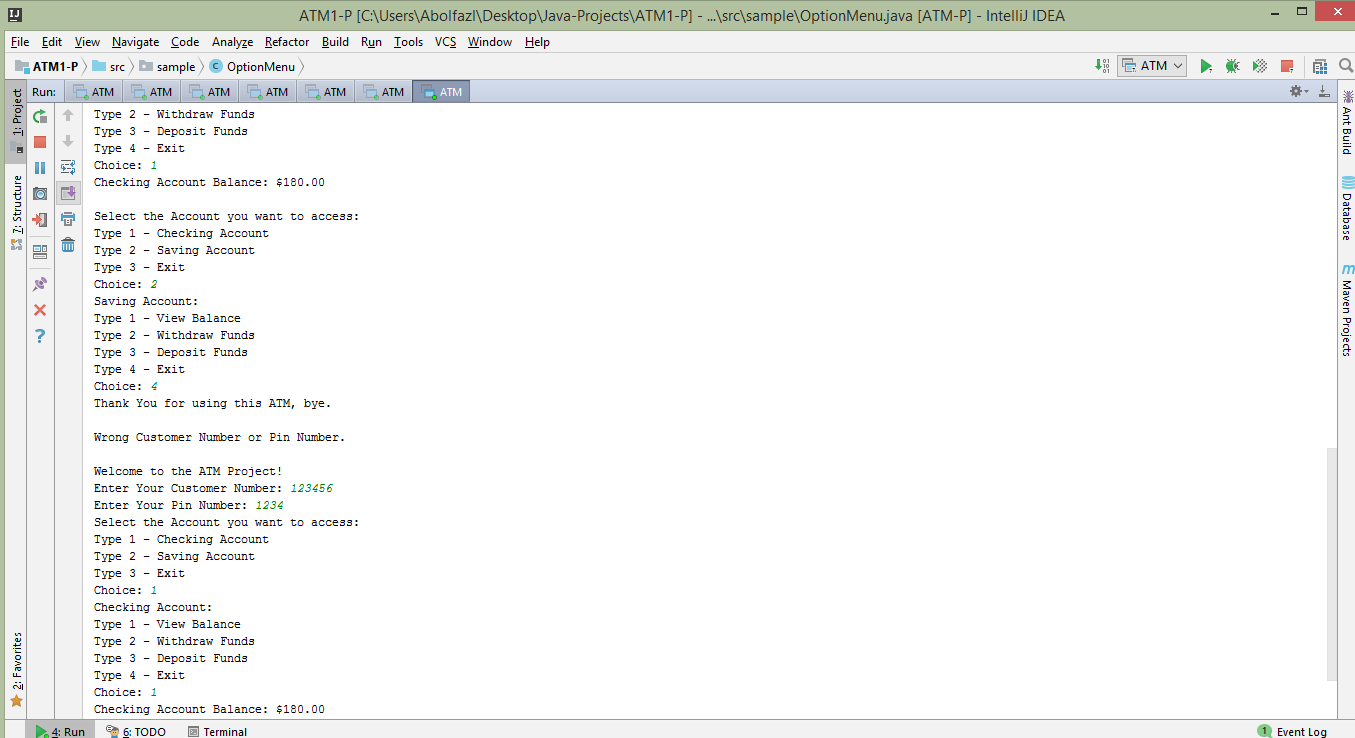 ATM1-P [C:\Users\Abolfazl\Desktop\Java-Projects\ATM1-P] - ...\src\sample\OptionMenu.java [ATM-P] - IntelliJ IDEA
File Edit View Navigate Code Analyze Refactor Build Run Tools VCS Window Help
ATM1-P src sample OptionMenu ATM
Run: ATM ATM ATM ATM ATM ATM ATM
1: Project
7: Structure
2: Favorites
Type 2 - Withdraw Funds
Type 3 - Deposit Funds
Type 4 - Exit
Choice: 1
Checking Account Balance: $180.00
Select the Account you want to access:
Type 1 - Checking Account
Type 2 - Saving Account
Type 3 - Exit
Choice: 2
Saving Account:
Type 1 - View Balance
Type 2 - Withdraw Funds
Type 3 - Deposit Funds
Type 4 - Exit
Choice: 4
Thank You for using this ATM, bye.
Wrong Customer Number or Pin Number.
Welcome to the ATM Project!
Enter Your Customer Number: 123456
Enter Your Pin Number: 1234
Select the Account you want to access:
Type 1 - Checking Account
Type 2 - Saving Account
Type 3 - Exit
Choice: 1
Checking Account:
Type 1 - View Balance
Type 2 - Withdraw Funds
Type 3 - Deposit Funds
Type 4 - Exit
Choice: 1
Checking Account Balance: $180.00
Ant Build
Database
Maven Projects
4: Run 6: TODO Terminal 1 Event Log